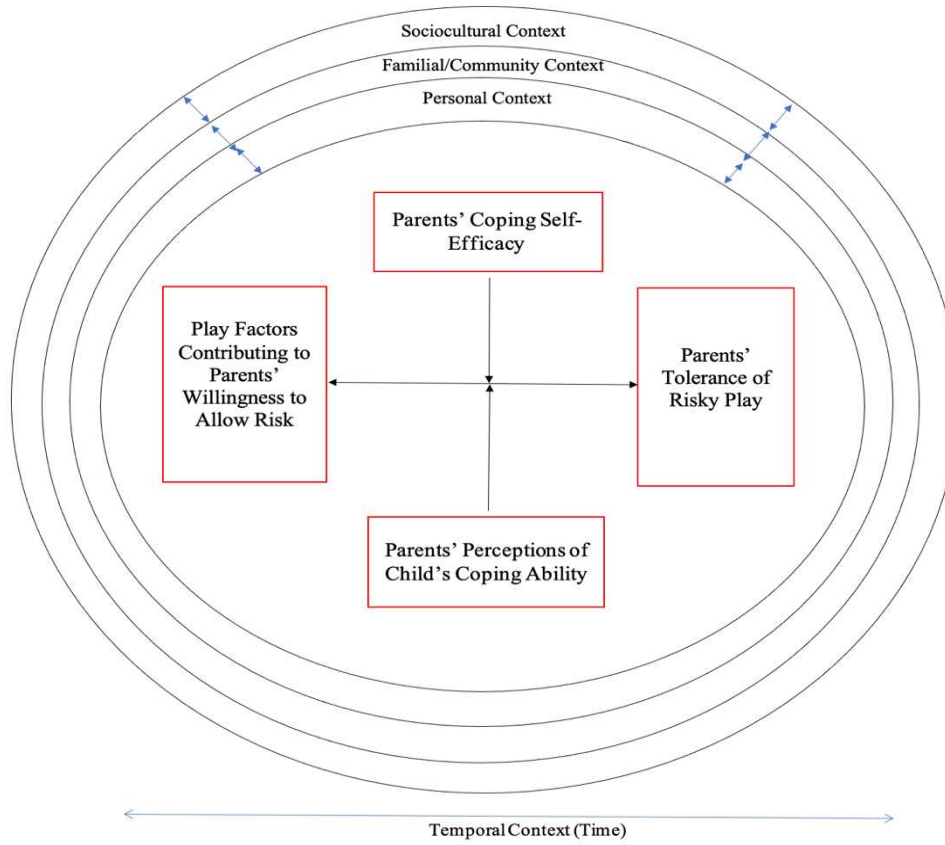 Sociocultural Context
Familial/Community Context
Personal Context
Parents’ Coping Self-
Efficacy
Play Factors
Contributing to
Parents’
Willingness to
Allow Risk
Parents’
Tolerance of
Risky Play
Parents’ Perceptions of
Child’s Coping Ability
Temporal Context (Time)